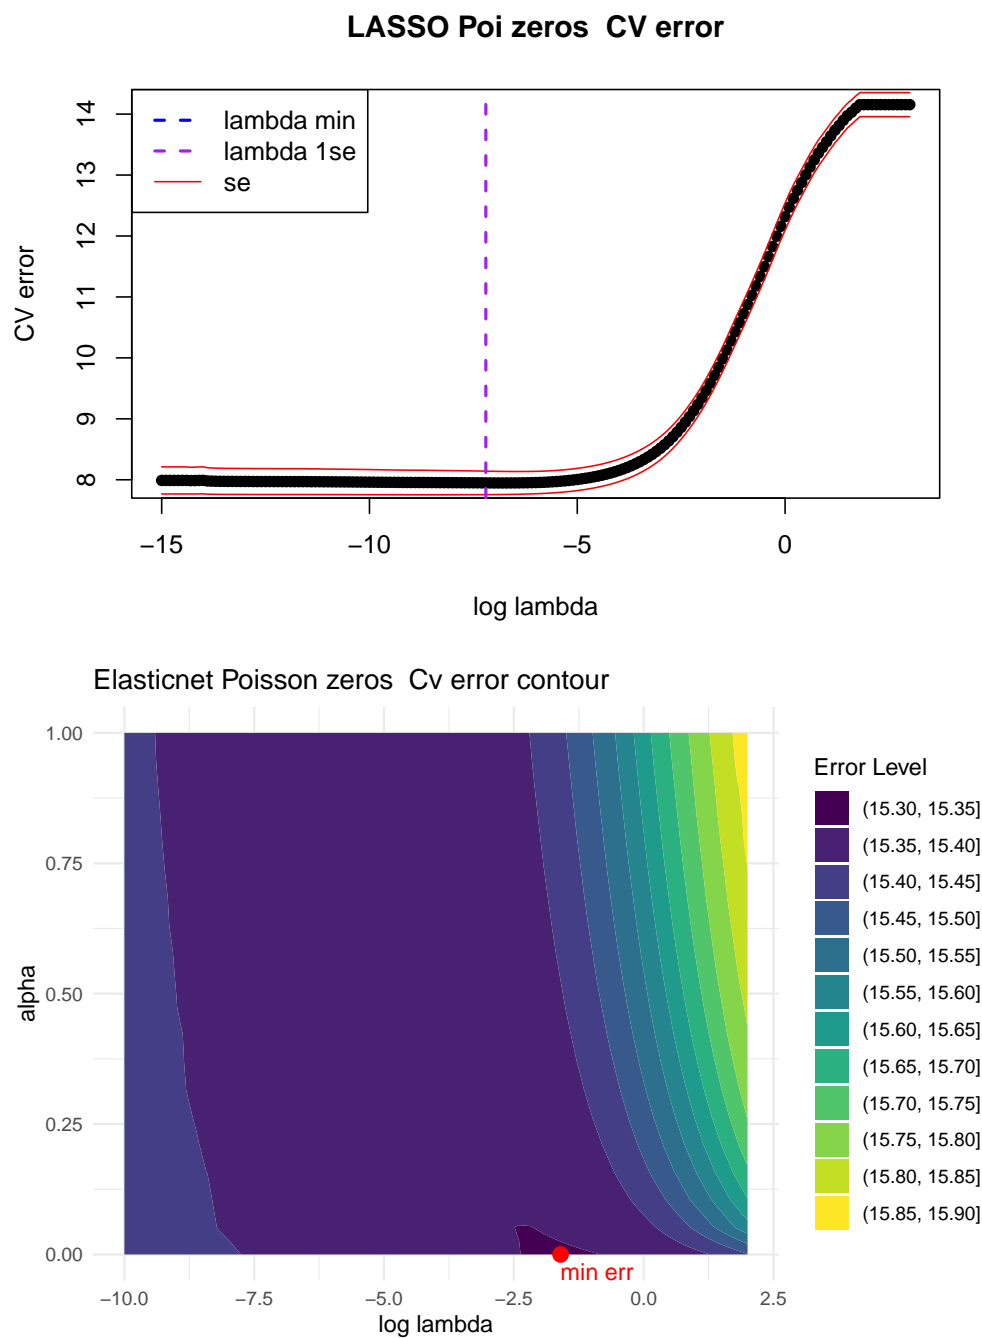 LASSO Poi zeros  CV error
lambda min
lambda 1se
se
14
13
12
11
10
9
8
CV error
−15 −10 −5 0
log lambda
Elasticnet Poisson zeros  Cv error contour
1.00
0.75
0.50
0.25
0.00
alpha
min err
−10.0 −7.5 −5.0 −2.5 0.0 2.5
log lambda
Error Level
(15.30, 15.35]
(15.35, 15.40]
(15.40, 15.45]
(15.45, 15.50]
(15.50, 15.55]
(15.55, 15.60]
(15.60, 15.65]
(15.65, 15.70]
(15.70, 15.75]
(15.75, 15.80]
(15.80, 15.85]
(15.85, 15.90]